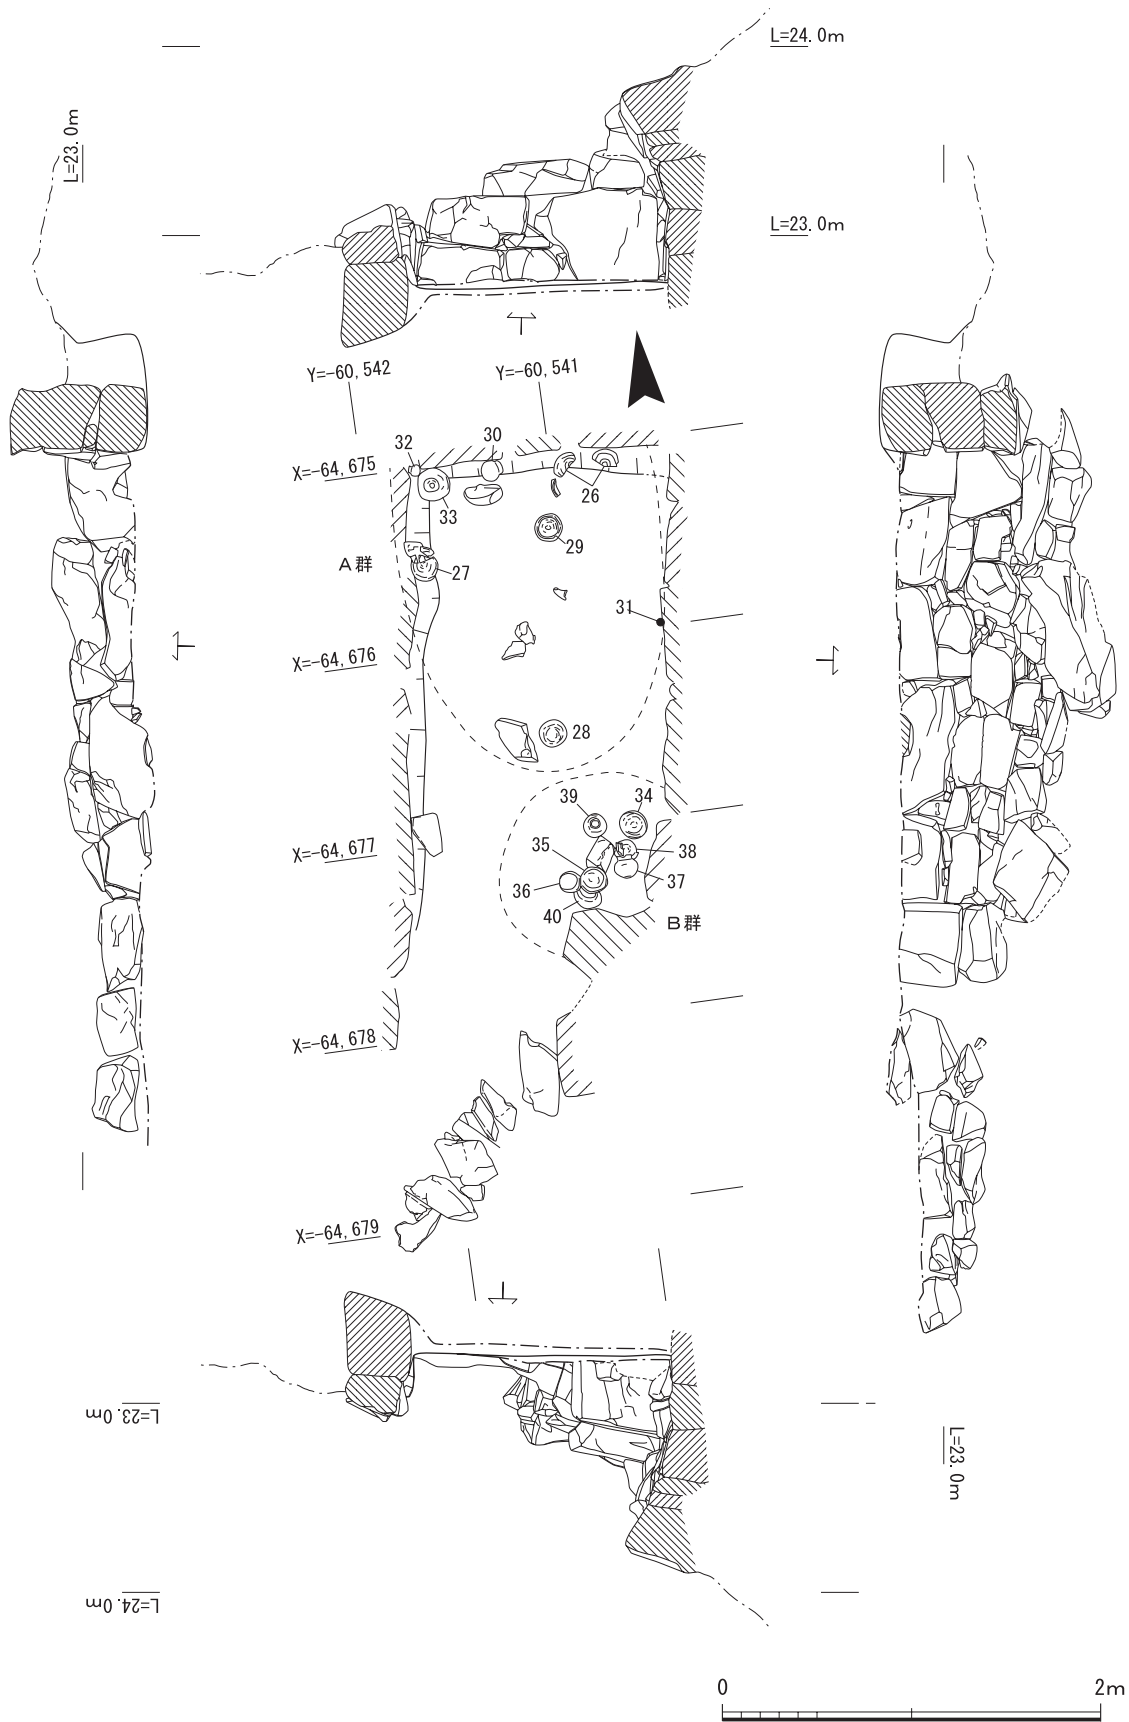 L=24. 0m
L=23. 0m
L=23. 0m
Y=−60, 542
Y=−60, 541
X=−64, 675
32
30
26
33
29
A群
27
31
X=−64, 676
28
39
34
35
38
X=−64, 677
36
37
40
B群
X=−64, 678
X=−64, 679
L=23. 0m
L=23. 0m
L=24. 0m
0
2m